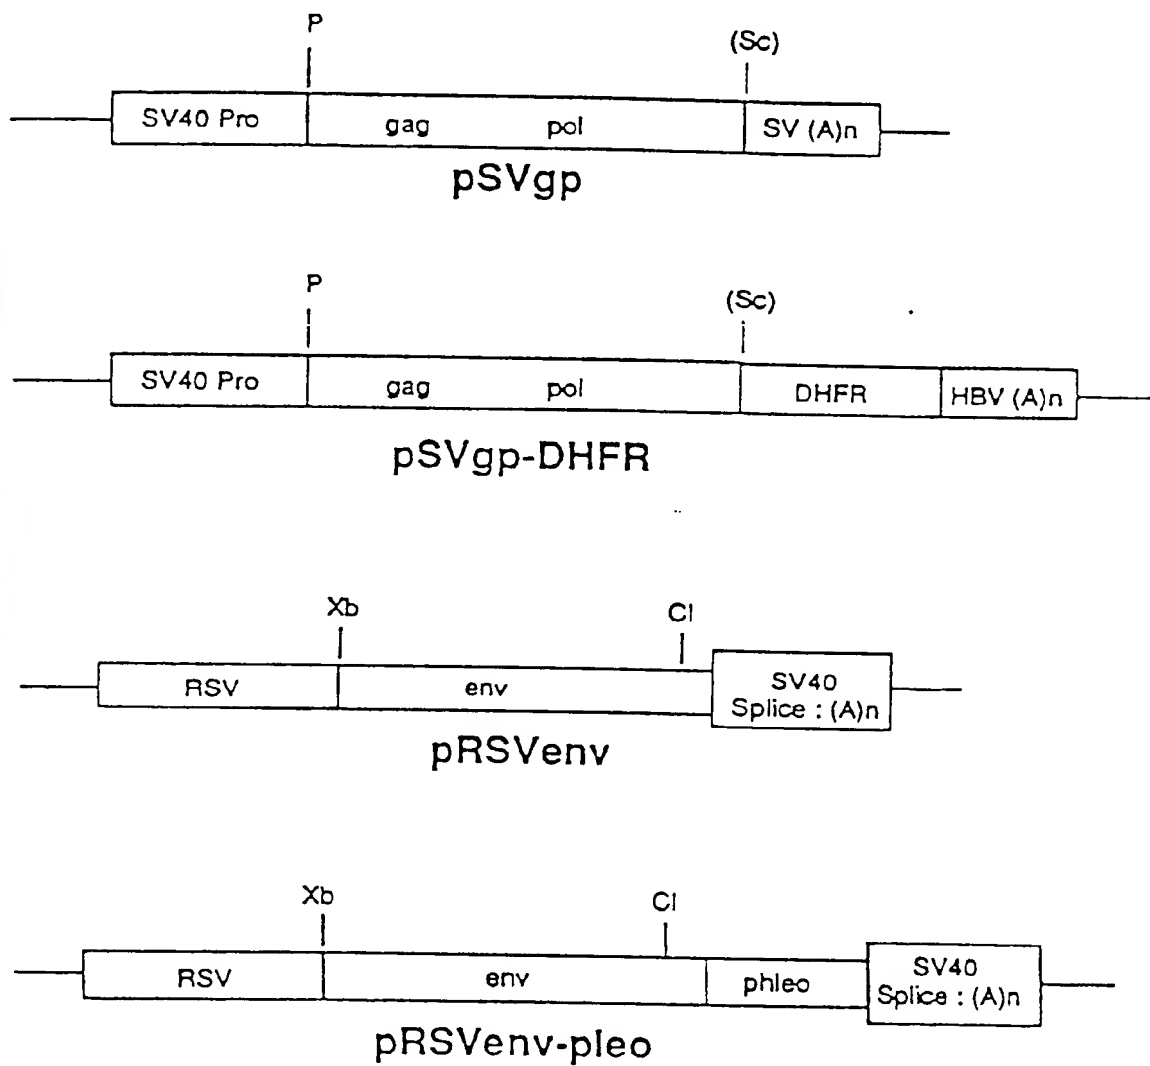 P
(Sc)
SV40 Pro gag pol SV (A)n
pSVgp
P
(Sc)
SV40 Pro gag pol DHFR HBV (A)n
pSVgp-DHFR
Xb Cl
RSV env SV40
Splice : (A)n
pRSVenv
Xb Cl
RSV env phleo SV40
Splice : (A)n
pRSVenv-pleo